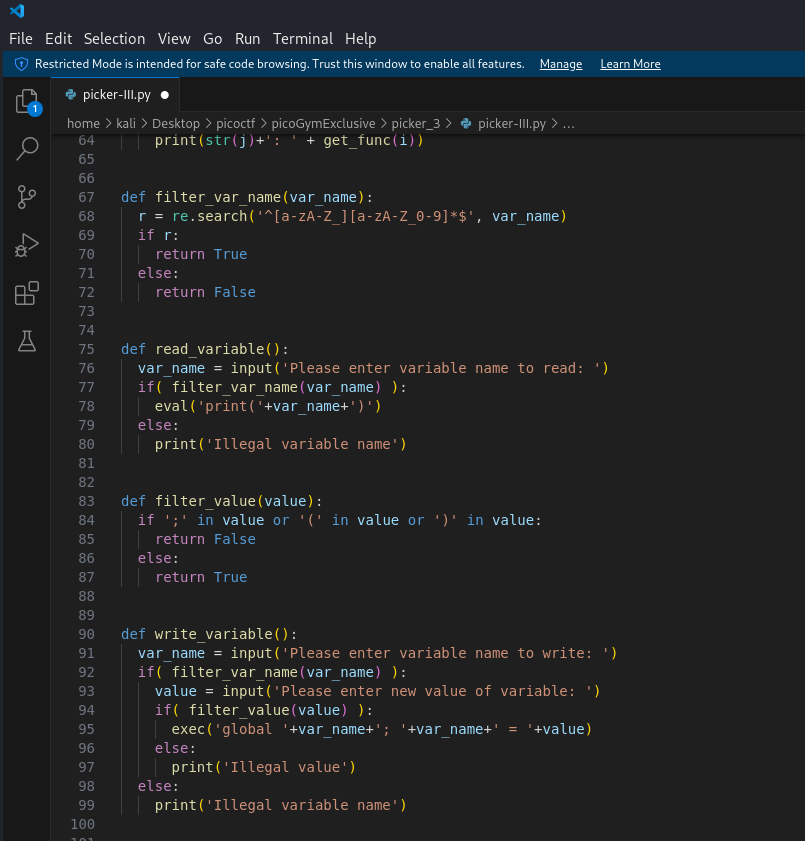 File Edit Selection View Go Run Terminal Help
Restricted Mode is intended for safe code browsing. Trust this window to enable all features. Manage Learn More
1
picker-III.py
home > kali > Desktop > picoctf > picoGymExclusive > picker_3 > picker-III.py > ...
64 print(str(j)+': ' + get_func(i))
65
66
67 def filter_var_name(var_name):
68 r = re.search('^[a-zA-Z_][a-zA-Z_0-9]*$', var_name)
69 if r:
70 return True
71 else:
72 return False
73
74
75 def read_variable():
76 var_name = input('Please enter variable name to read: ')
77 if( filter_var_name(var_name) ):
78 eval('print('+var_name+')')
79 else:
80 print('Illegal variable name')
81
82
83 def filter_value(value):
84 if ';' in value or '(' in value or ')' in value:
85 return False
86 else:
87 return True
88
89
90 def write_variable():
91 var_name = input('Please enter variable name to write: ')
92 if( filter_var_name(var_name) ):
93 value = input('Please enter new value of variable: ')
94 if( filter_value(value) ):
95 exec('global '+var_name+'; '+var_name+' = '+value)
96 else:
97 print('Illegal value')
98 else:
99 print('Illegal variable name')
100